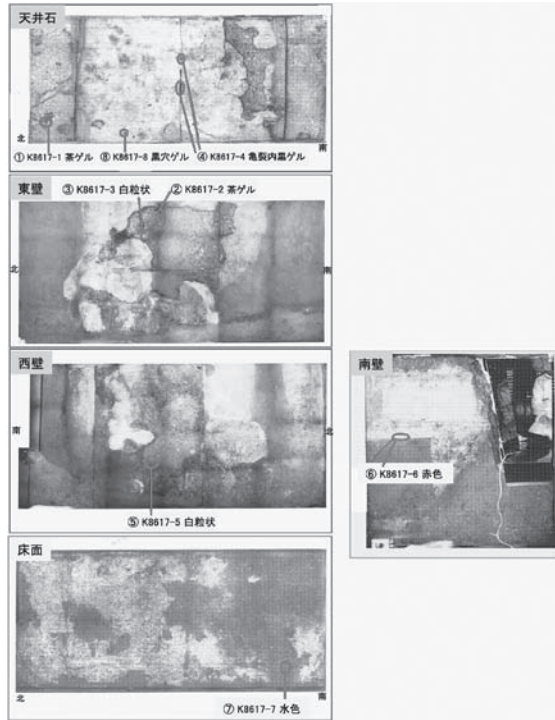 天井石
北
南
① K8617-1 茶ゲル ⑧ K8617-8 黒穴ゲル ④ K8617-4 亀裂内黒ゲル
東壁
③ K8617-3 白粒状 ② K8617-2 茶ゲル
北
南
西壁
南
北
⑤ K8617-5 白粒状
南壁
⑥ K8617-6 赤色
床面
北
南
⑦ K8617-7 水色